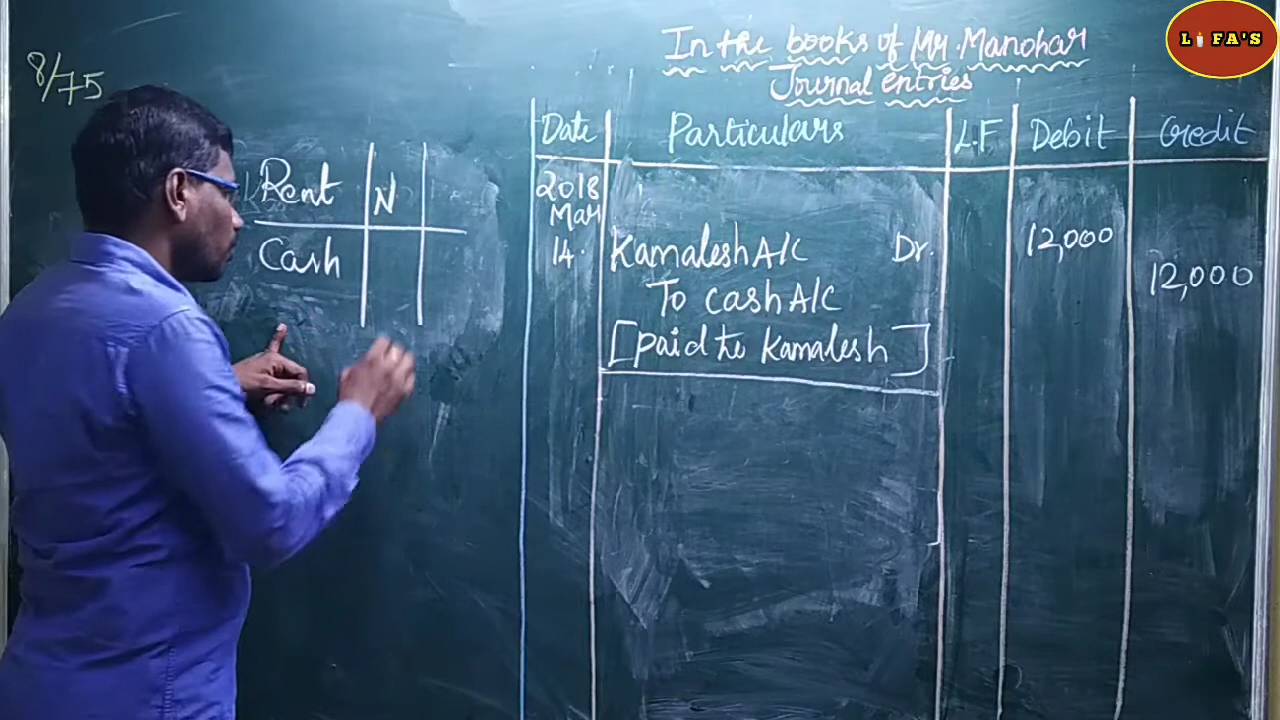 8/75
In the books of Mr. Manohar
Journal entries
LiFA'S
Date Particulars L.F Debit Credit
Rent N
Cash
2018
Mar
14. Kamalesh A/c Dr. 12,000
To cash A/c 12,000
[Paid to Kamalesh]